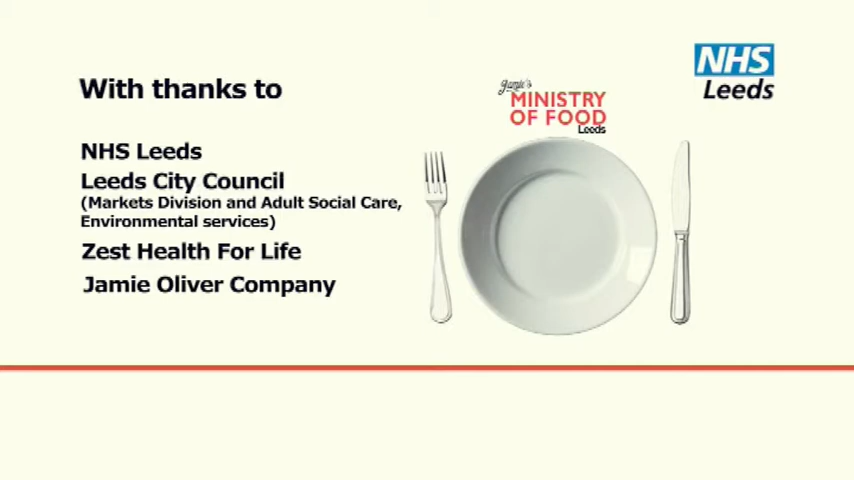 With thanks to
NHS Leeds
Leeds City Council
(Markets Division and Adult Social Care,
Environmental services)
Zest Health For Life
Jamie Oliver Company
Jamie's
MINISTRY
OF FOOD
Leeds
NHS
Leeds